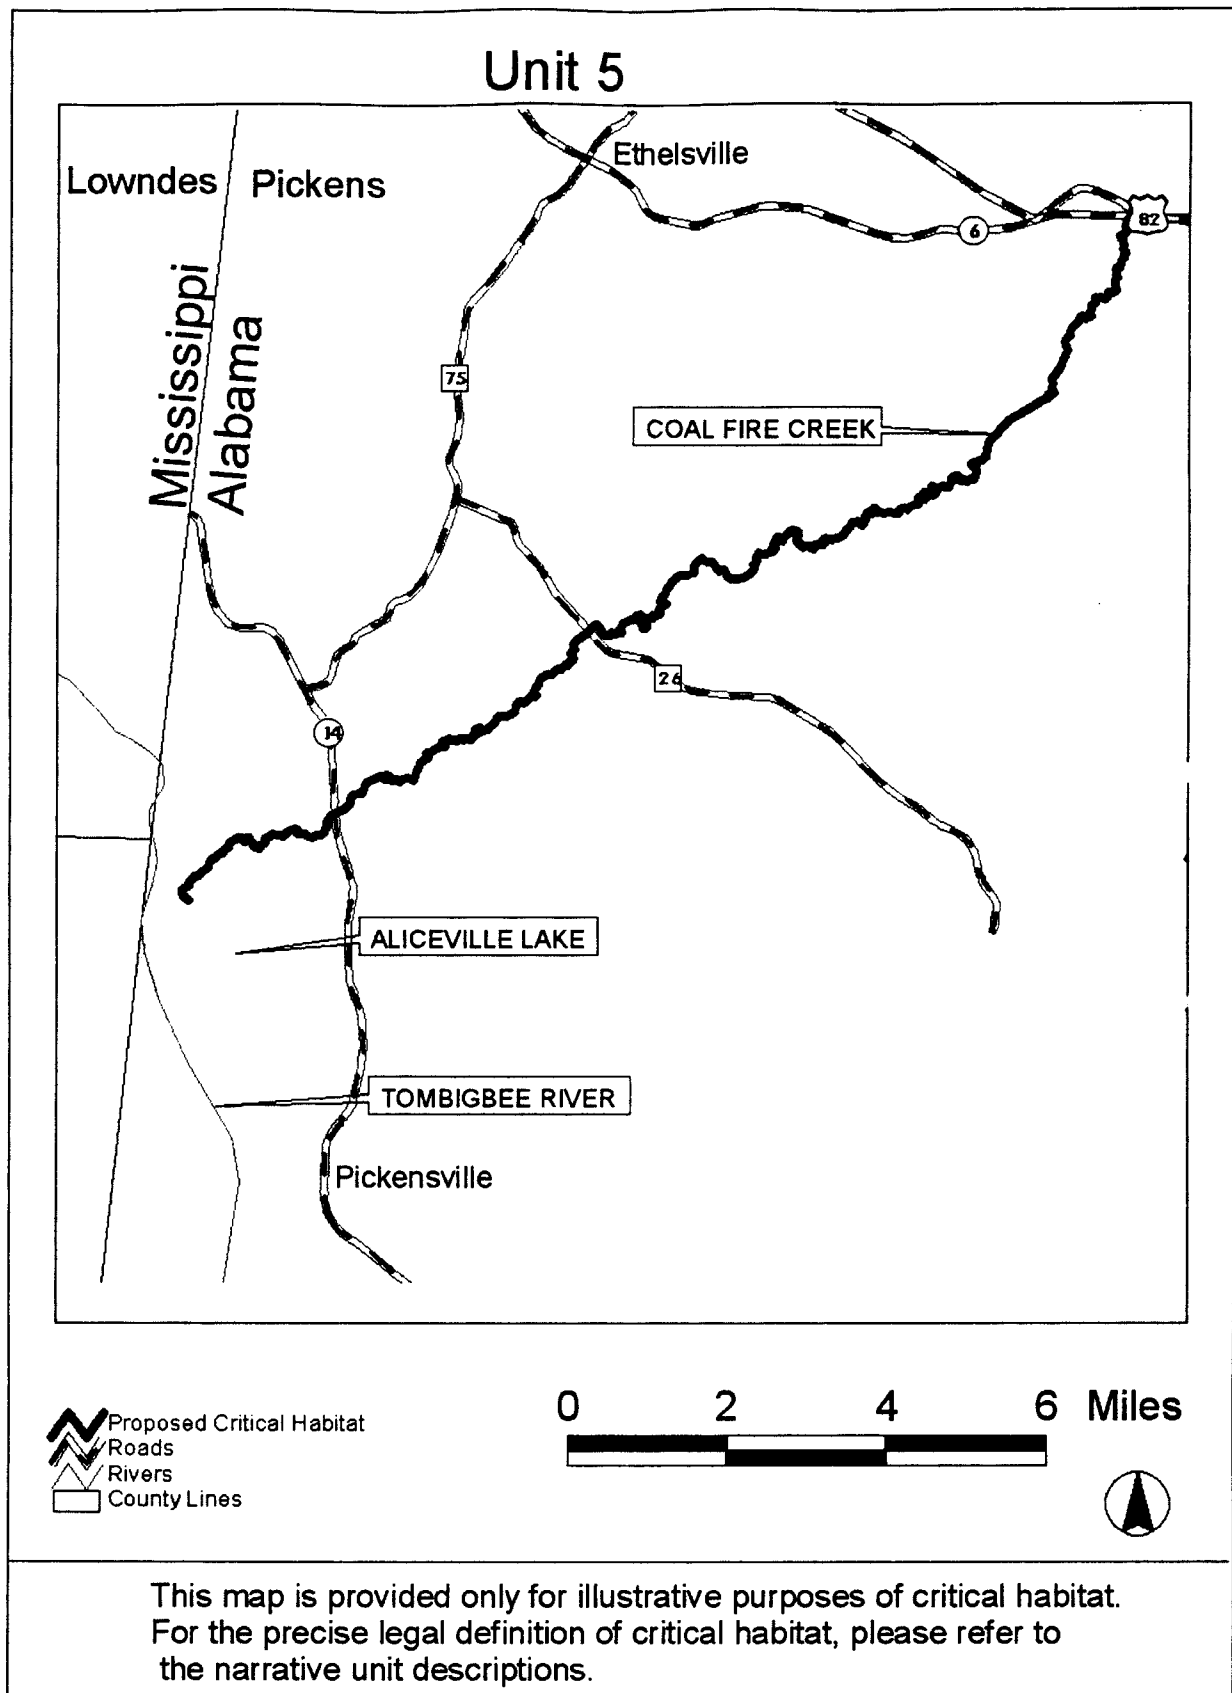 Unit 5
Ethelsville
Lowndes
Pickens
82
6
Mississippi
Alabama
75
COAL FIRE CREEK
26
14
ALICEVILLE LAKE
TOMBIGBEE RIVER
Pickensville
0 2 4 6 Miles
Proposed Critical Habitat
Roads
Rivers
County Lines
This map is provided only for illustrative purposes of critical habitat.
For the precise legal definition of critical habitat, please refer to
the narrative unit descriptions.